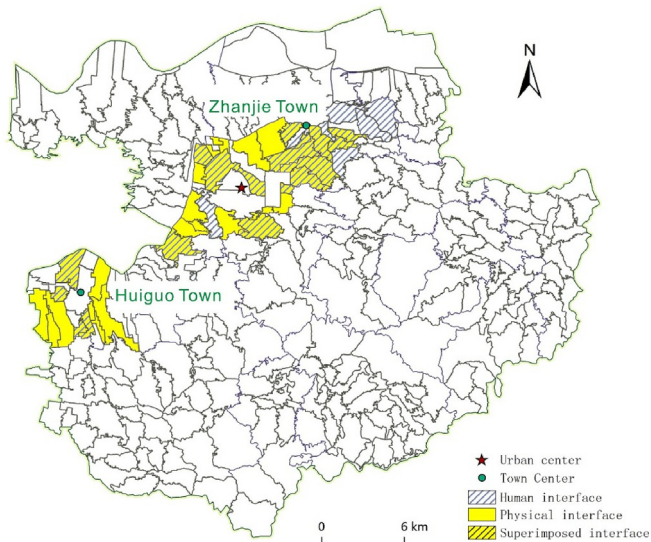 N
Zhanjie Town
Huiguo Town
Urban center
Town Center
Human interface
Physical interface
Superimposed interface
0 6 km